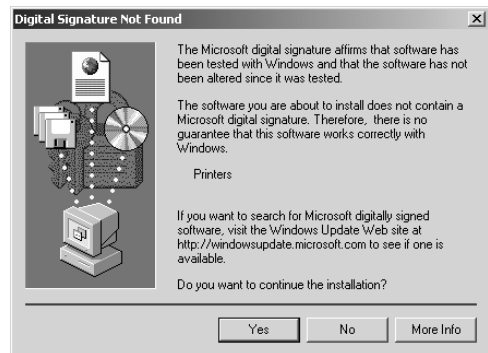 Digital Signature Not Found
The Microsoft digital signature affirms that software has
been tested with Windows and that the software has not
been altered since it was tested.
The software you are about to install does not contain a
Microsoft digital signature. Therefore, there is no
guarantee that this software works correctly with
Windows.
Printers
If you want to search for Microsoft digitally signed
software, visit the Windows Update Web site at
http://windowsupdate.microsoft.com to see if one is
available.
Do you want to continue the installation?
Yes No More Info